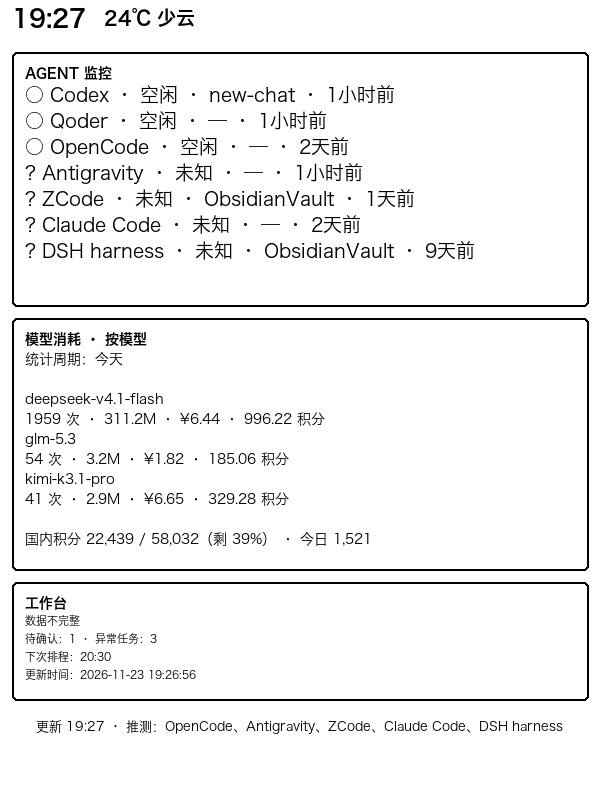 19:27 24℃ 少云
AGENT 监控
○ Codex · 空闲 · new-chat · 1小时前
○ Qoder · 空闲 · — · 1小时前
○ OpenCode · 空闲 · — · 2天前
? Antigravity · 未知 · — · 1小时前
? ZCode · 未知 · ObsidianVault · 1天前
? Claude Code · 未知 · — · 2天前
? DSH harness · 未知 · ObsidianVault · 9天前
模型消耗 · 按模型
统计周期：今天
deepseek-v4.1-flash
1959 次 · 311.2M · ¥6.44 · 996.22 积分
glm-5.3
54 次 · 3.2M · ¥1.82 · 185.06 积分
kimi-k3.1-pro
41 次 · 2.9M · ¥6.65 · 329.28 积分
国内积分 22,439 / 58,032（剩 39%） · 今日 1,521
工作台
数据不完整
待确认：1 · 异常任务：3
下次排程：20:30
更新时间：2026-11-23 19:26:56
更新 19:27 · 推测：OpenCode、Antigravity、ZCode、Claude Code、DSH harness